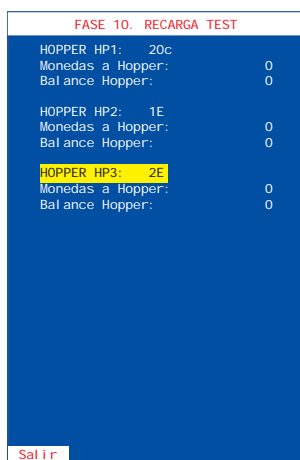 FASE 10. RECARGA TEST
HOPPER HP1: 20c
Monedas a Hopper: 0
Balance Hopper: 0
HOPPER HP2: 1E
Monedas a Hopper: 0
Balance Hopper: 0
HOPPER HP3: 2E
Monedas a Hopper: 0
Balance Hopper: 0
Salir